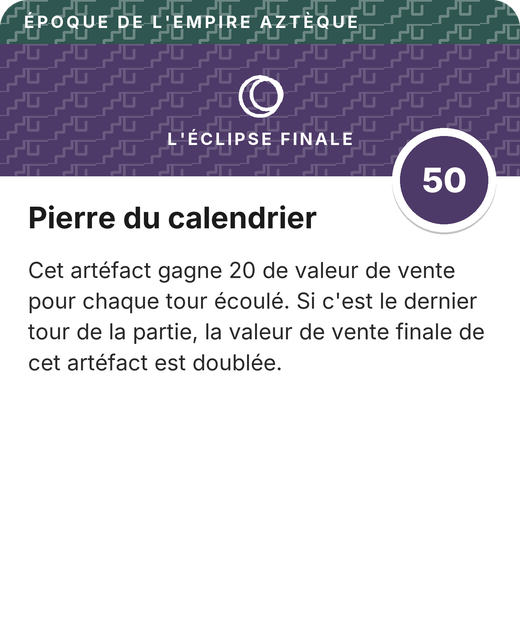 ÉPOQUE DE L'EMPIRE AZTÈQUE
L'ÉCLIPSE FINALE
50
Pierre du calendrier
Cet artéfact gagne 20 de valeur de vente
pour chaque tour écoulé. Si c'est le dernier
tour de la partie, la valeur de vente finale de
cet artéfact est doublée.